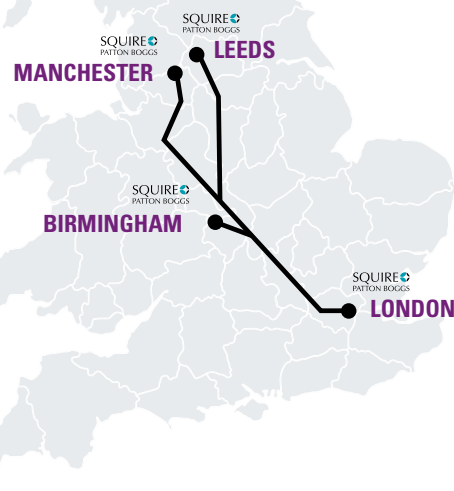 SQUIRE
PATTON BOGGS
LEEDS
SQUIRE
PATTON BOGGS
MANCHESTER
SQUIRE
PATTON BOGGS
BIRMINGHAM
SQUIRE
PATTON BOGGS
LONDON